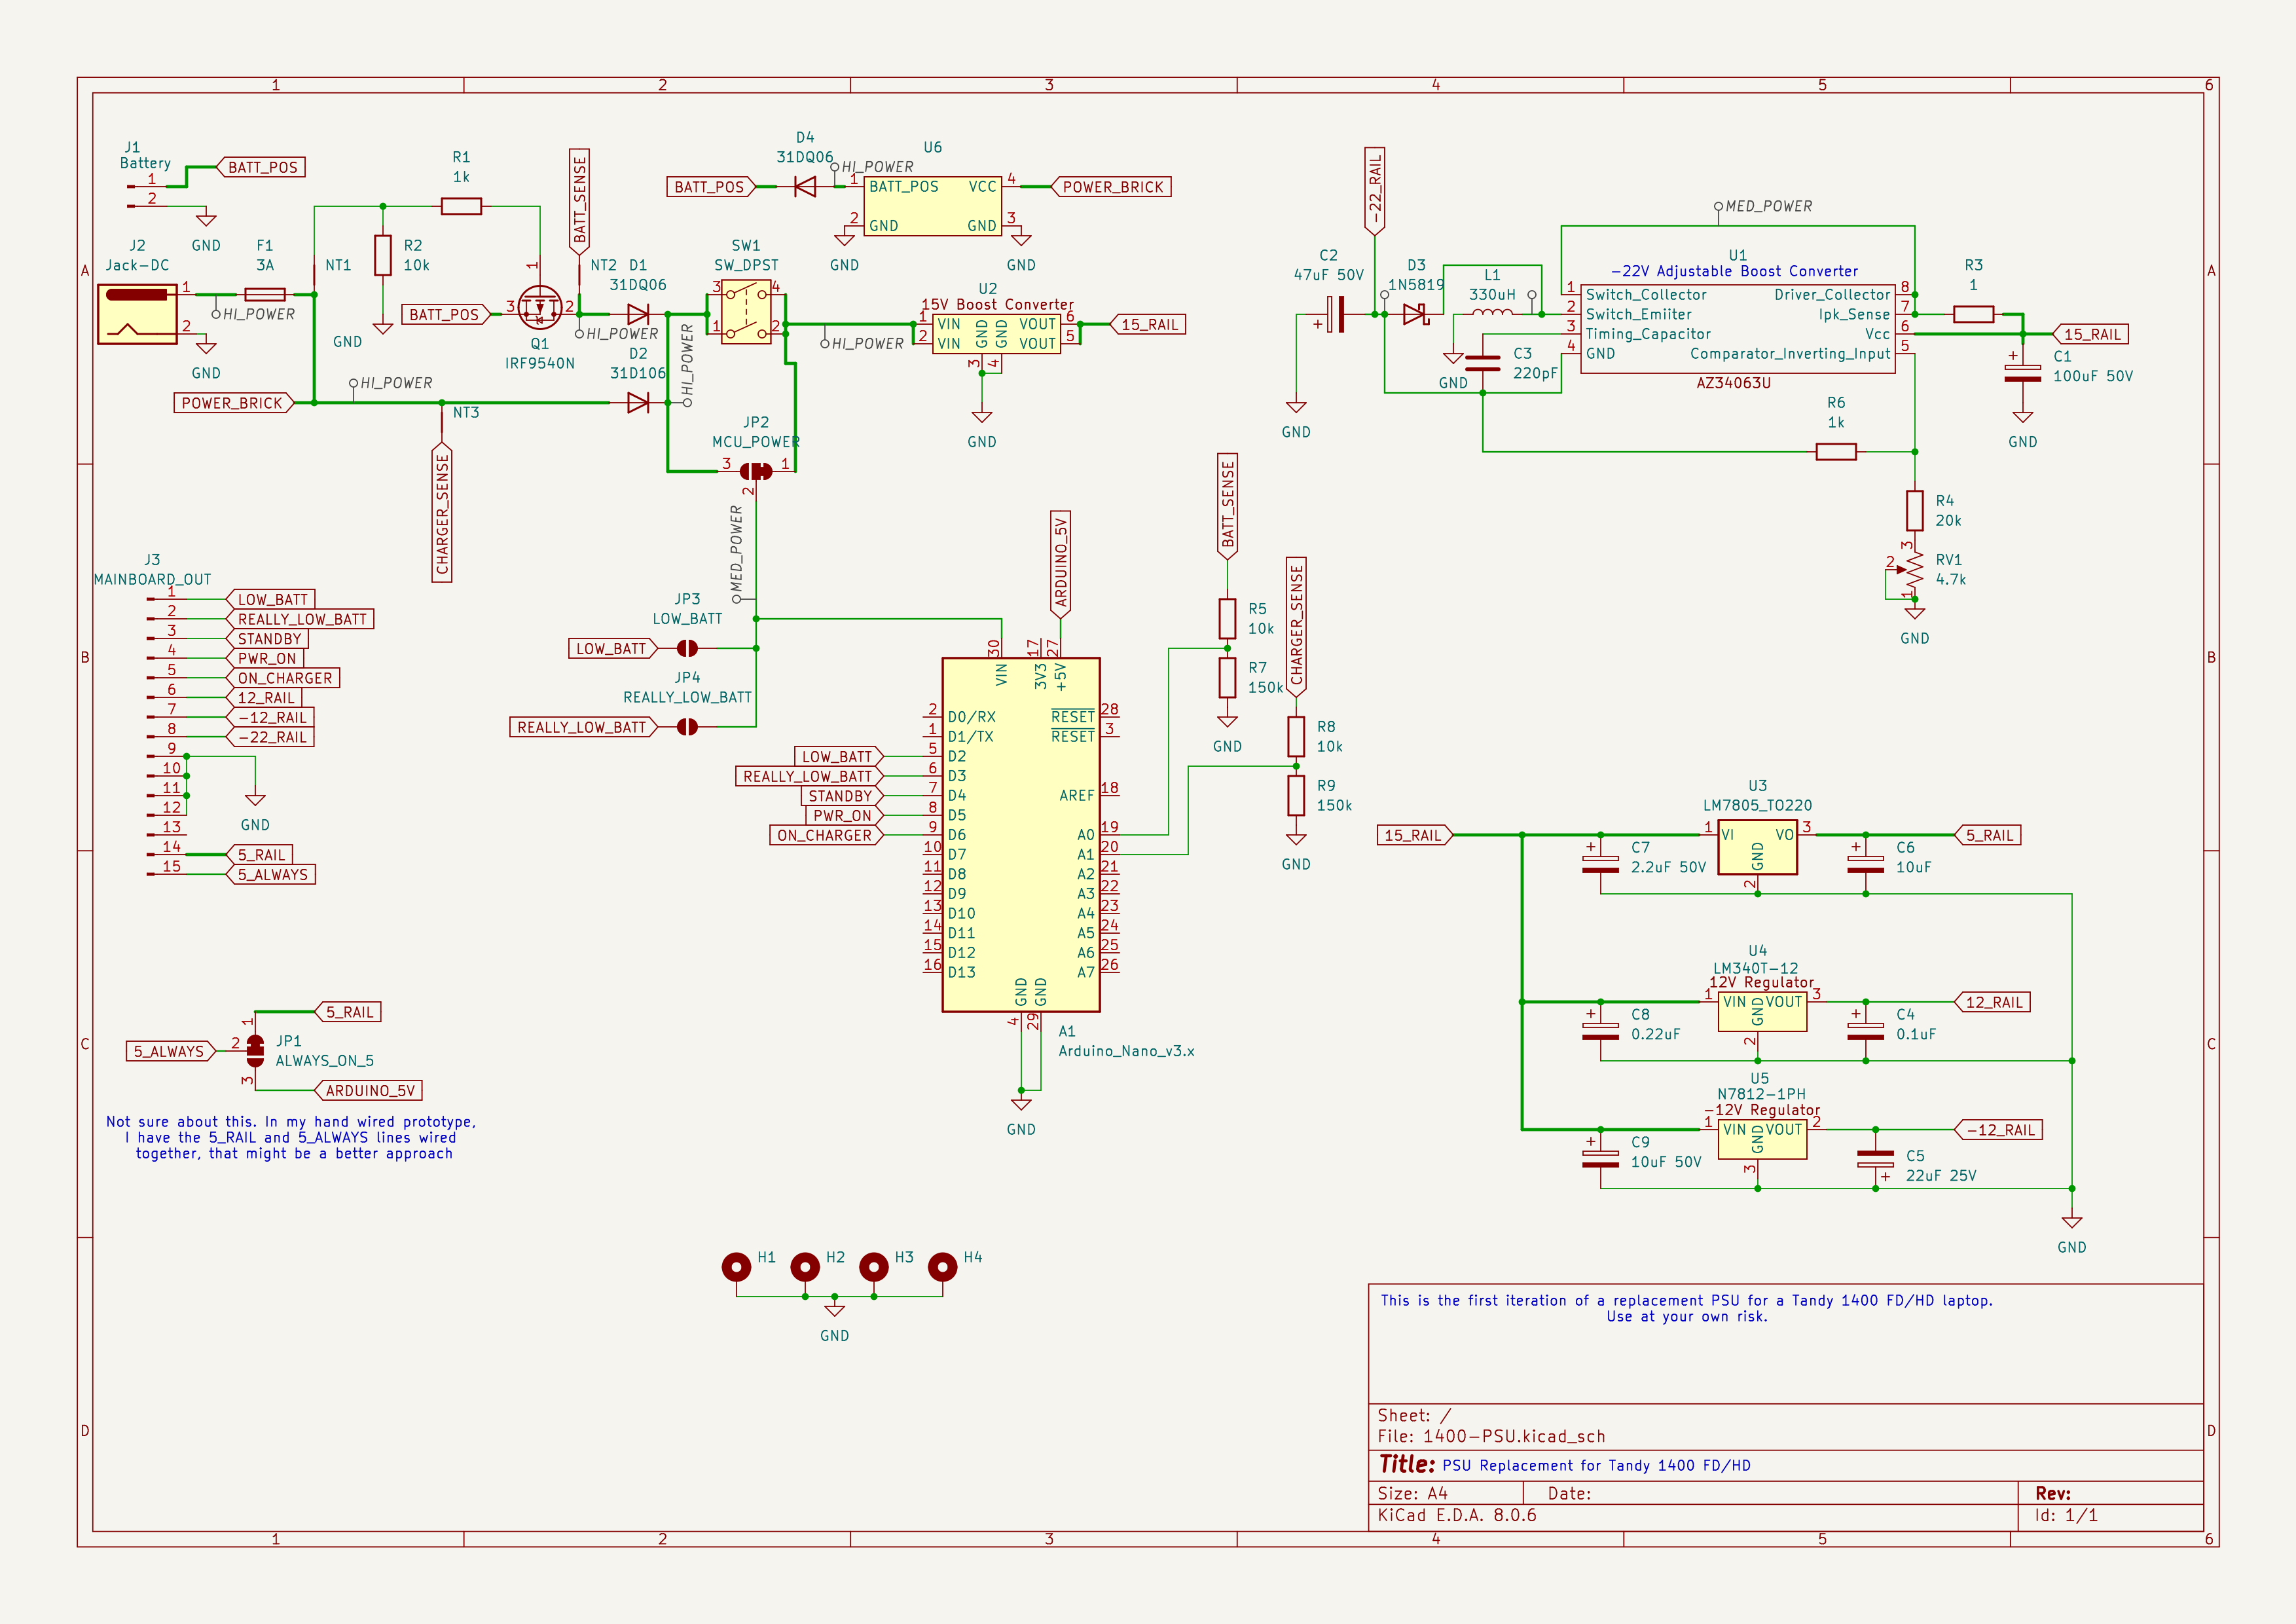 1 2 3 4 5 6
A
B
C
D
J1
Battery
1
2
BATT_POS
GND
J2
Jack-DC
1
2
GND
HI_POWER
F1
3A
NT1
R1
1k
R2
10k
GND
BATT_POS
3
1
2
Q1
IRF9540N
BATT_SENSE
NT2
HI_POWER
D1
31DQ06
D2
31D106
HI_POWER
POWER_BRICK
HI_POWER
NT3
CHARGER_SENSE
SW1
SW_DPST
3
4
1
2
HI_POWER
D4
31DQ06
BATT_POS
HI_POWER
U6
1
BATT_POS
VCC
4
POWER_BRICK
2
GND
GND
3
GND
GND
U2
15V Boost Converter
1
VIN
VOUT
6
2
VIN
VOUT
5
GND
GND
3
4
GND
15_RAIL
JP2
MCU_POWER
3
1
2
MED_POWER
JP3
LOW_BATT
LOW_BATT
JP4
REALLY_LOW_BATT
REALLY_LOW_BATT
-22_RAIL
C2
47uF 50V
GND
D3
1N5819
L1
330uH
GND
C3
220pF
MED_POWER
U1
-22V Adjustable Boost Converter
1
Switch_Collector
Driver_Collector
8
2
Switch_Emiiter
Ipk_Sense
7
3
Timing_Capacitor
Vcc
6
4
GND
Comparator_Inverting_Input
5
AZ34063U
R3
1
15_RAIL
C1
100uF 50V
GND
R6
1k
R4
20k
RV1
4.7k
3
2
1
GND
J3
MAINBOARD_OUT
1
LOW_BATT
2
REALLY_LOW_BATT
3
STANDBY
4
PWR_ON
5
ON_CHARGER
6
12_RAIL
7
-12_RAIL
8
-22_RAIL
9
10
11
12
13
GND
14
5_RAIL
15
5_ALWAYS
ARDUINO_5V
BATT_SENSE
CHARGER_SENSE
R5
10k
R7
150k
GND
R8
10k
R9
150k
GND
30
17
27
VIN
3V3
+5V
2
D0/RX
RESET
28
1
D1/TX
RESET
3
LOW_BATT
5
D2
REALLY_LOW_BATT
6
D3
STANDBY
7
D4
AREF
18
PWR_ON
8
D5
ON_CHARGER
9
D6
A0
19
10
D7
A1
20
11
D8
A2
21
12
D9
A3
22
13
D10
A4
23
14
D11
A5
24
15
D12
A6
25
16
D13
A7
26
GND
GND
4
29
A1
Arduino_Nano_v3.x
GND
15_RAIL
U3
LM7805_TO220
1
VI
VO
3
GND
2
5_RAIL
C7
2.2uF 50V
C6
10uF
U4
LM340T-12
12V Regulator
1
VIN
VOUT
3
GND
2
12_RAIL
C8
0.22uF
C4
0.1uF
U5
N7812-1PH
-12V Regulator
1
VIN
VOUT
2
GND
3
-12_RAIL
C9
10uF 50V
C5
22uF 25V
GND
5_RAIL
1
5_ALWAYS
2
JP1
ALWAYS_ON_5
3
ARDUINO_5V
Not sure about this. In my hand wired prototype,
I have the 5_RAIL and 5_ALWAYS lines wired
together, that might be a better approach
H1
H2
H3
H4
GND
This is the first iteration of a replacement PSU for a Tandy 1400 FD/HD laptop.
Use at your own risk.
Sheet: /
File: 1400-PSU.kicad_sch
Title: PSU Replacement for Tandy 1400 FD/HD
Size: A4
Date:
Rev:
KiCad E.D.A. 8.0.6
Id: 1/1
A
B
C
D
1 2 3 4 5 6